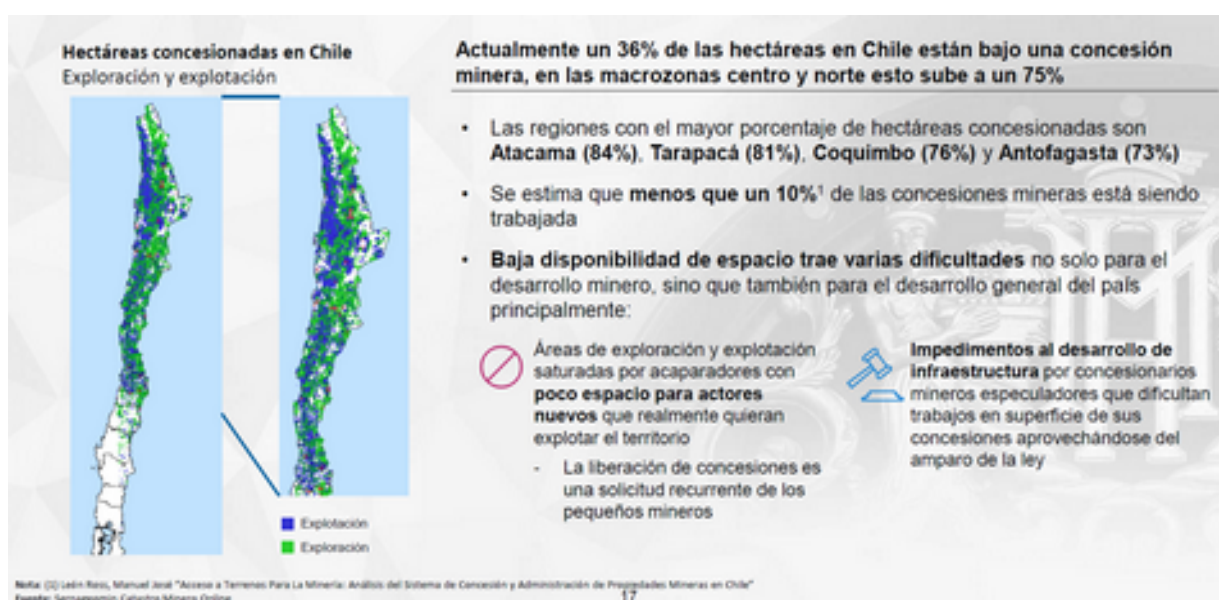 Hectáreas concesionadas en Chile
Exploración y explotación
Explotación
Exploración
Actualmente un 36% de las hectáreas en Chile están bajo una concesión
minera, en las macrozonas centro y norte esto sube a un 75%
• Las regiones con el mayor porcentaje de hectáreas concesionadas son
Atacama (84%), Tarapacá (81%), Coquimbo (76%) y Antofagasta (73%)
• Se estima que menos que un 10%¹ de las concesiones mineras está siendo
trabajada
• Baja disponibilidad de espacio trae varias dificultades no solo para el
desarrollo minero, sino que también para el desarrollo general del país
principalmente:
Áreas de exploración y explotación
saturadas por acaparadores con
poco espacio para actores
nuevos que realmente quieran
explotar el territorio
- La liberación de concesiones es
una solicitud recurrente de los
pequeños mineros
Impedimentos al desarrollo de
infraestructura por concesionarios
mineros especuladores que dificultan
trabajos en superficie de sus
concesiones aprovechándose del
amparo de la ley
Nota: (1) León Ross, Manuel José "Acceso a Terrenos Para La Minería: Análisis del Sistema de Concesión y Administración de Propiedades Mineras en Chile"
Fuente: Sernageomin Catastro Minero Online
17